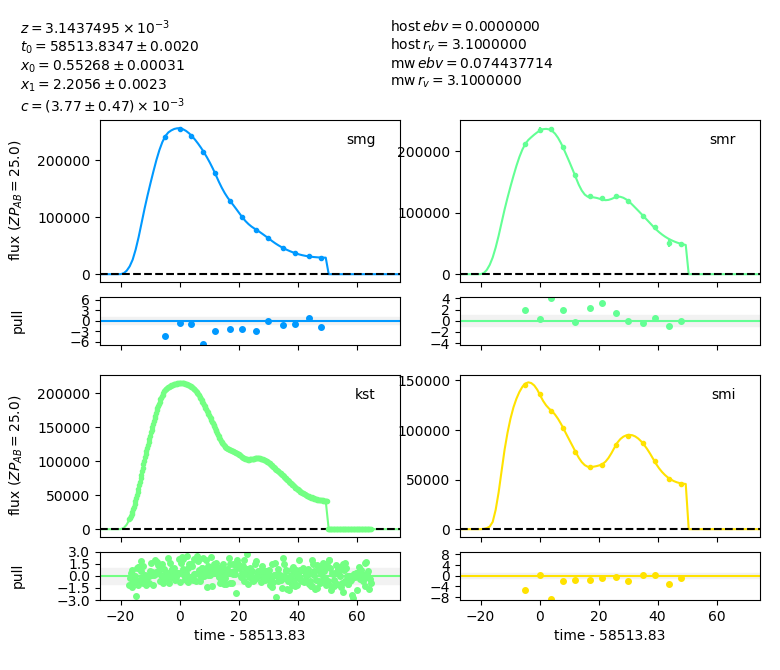 z = 3.1437495 × 10⁻³
t₀ = 58513.8347 ± 0.0020
x₀ = 0.55268 ± 0.00031
x₁ = 2.2056 ± 0.0023
c = (3.77 ± 0.47) × 10⁻³
host ebv = 0.0000000
host r_v = 3.1000000
mw ebv = 0.074437714
mw r_v = 3.1000000
flux (ZP_AB = 25.0)
200000
100000
0
smg
200000
100000
0
smr
pull
6
3
0
−3
−6
4
2
0
−2
−4
flux (ZP_AB = 25.0)
200000
150000
100000
50000
0
kst
150000
100000
50000
0
smi
pull
3.0
1.5
0.0
−1.5
−3.0
−20 0 20 40 60
time - 58513.83
8
4
0
−4
−8
−20 0 20 40 60
time - 58513.83